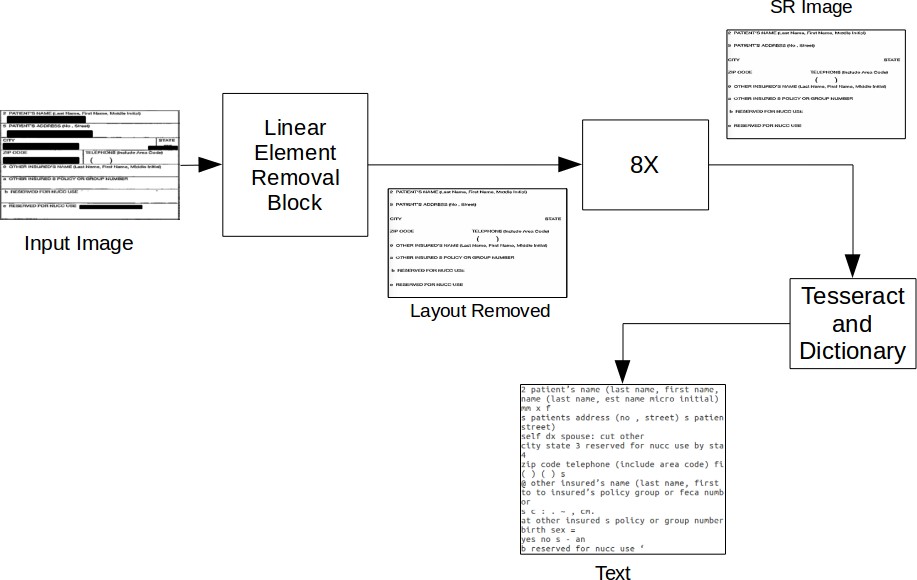 SR Image
2 PATIENT'S NAME (Last Name, First Name, Middle Initial)
5 PATIENT'S ADDRESS (No , Street)
CITY STATE
ZIP CODE TELEPHONE (Include Area Code)
( )
9 OTHER INSURED'S NAME (Last Name, First Name, Middle Initial)
a OTHER INSURED S POLICY OR GROUP NUMBER
b RESERVED FOR NUCC USE
c RESERVED FOR NUCC USE
2 PATIENT'S NAME (Last Name, First Name, Middle Initial)
5 PATIENT'S ADDRESS (No , Street)
CITY STATE
ZIP CODE TELEPHONE (Include Area Code)
( )
9 OTHER INSURED'S NAME (Last Name, First Name, Middle Initial)
a OTHER INSURED S POLICY OR GROUP NUMBER
b RESERVED FOR NUCC USE
c RESERVED FOR NUCC USE
Input Image
Linear
Element
Removal
Block
8X
2 PATIENT'S NAME (Last Name, First Name, Middle Initial)
5 PATIENT'S ADDRESS (No , Street)
CITY STATE
ZIP CODE TELEPHONE (Include Area Code)
( )
9 OTHER INSURED'S NAME (Last Name, First Name, Middle Initial)
a OTHER INSURED S POLICY OR GROUP NUMBER
b RESERVED FOR NUCC USE
c RESERVED FOR NUCC USE
Layout Removed
Tesseract
and
Dictionary
2 patient's name (last name, first name,
name (last name, est name micro initial)
mm x f
s patients address (no , street) s patien
street)
self dx spouse: cut other
city state 3 reserved for nucc use by sta
4
zip code telephone (include area code) fi
( ) ( ) s
@ other insured's name (last name, first
to to insured's policy group or feca numb
or
s c : . ~ , cm.
at other insured s policy or group number
birth sex =
yes no s - an
b reserved for nucc use '
Text